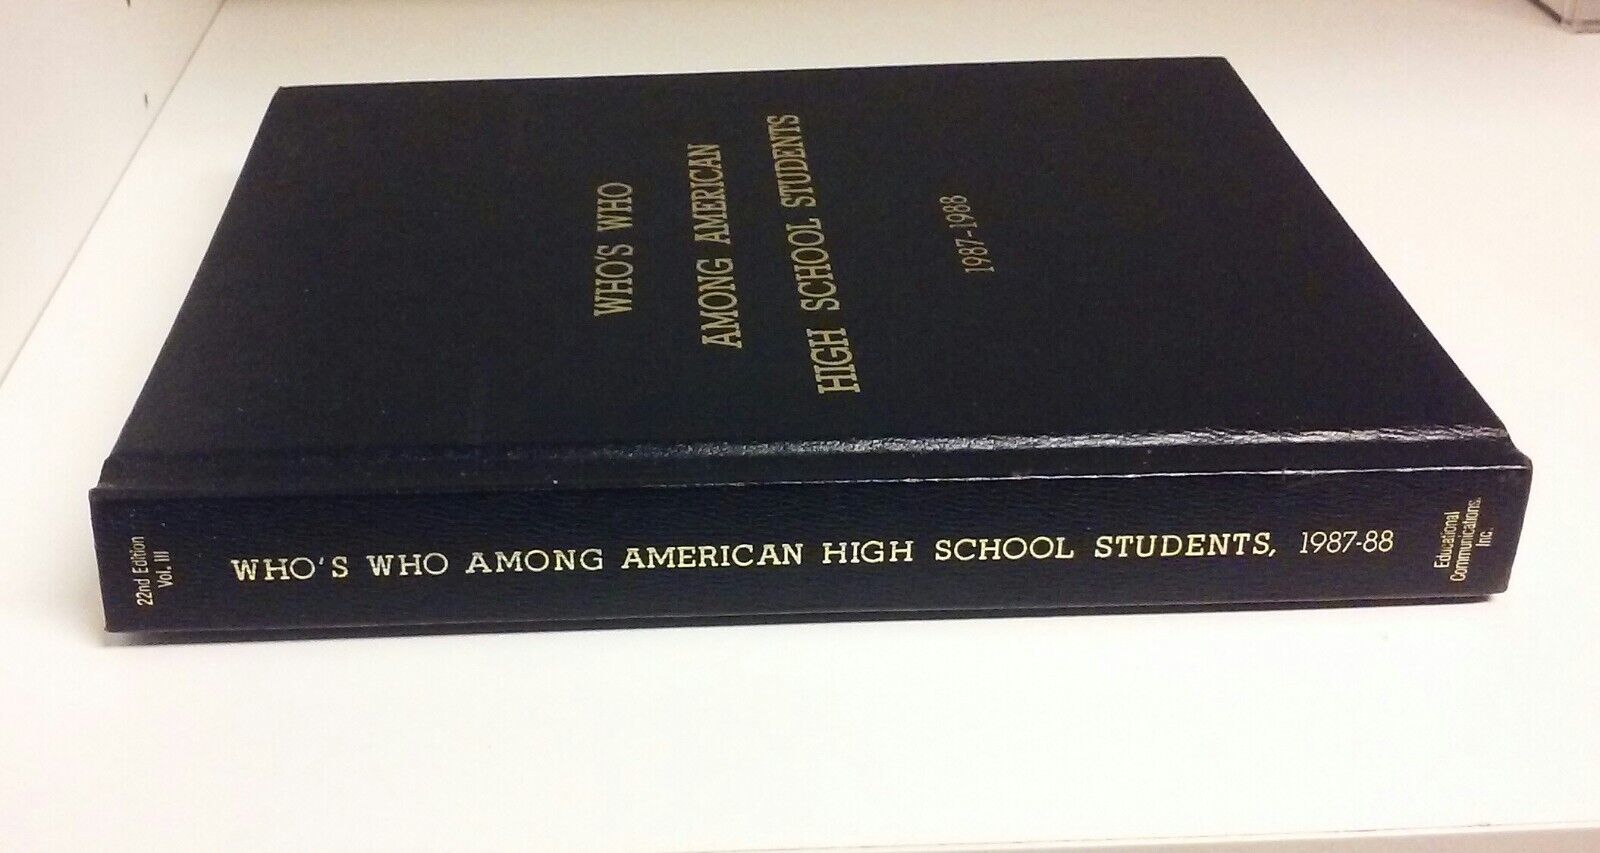 WHO'S WHO
AMONG AMERICAN
HIGH SCHOOL STUDENTS
1987-1988
22nd Edition
Vol. III
WHO'S WHO AMONG AMERICAN HIGH SCHOOL STUDENTS, 1987-88
Educational
Communications,
Inc.